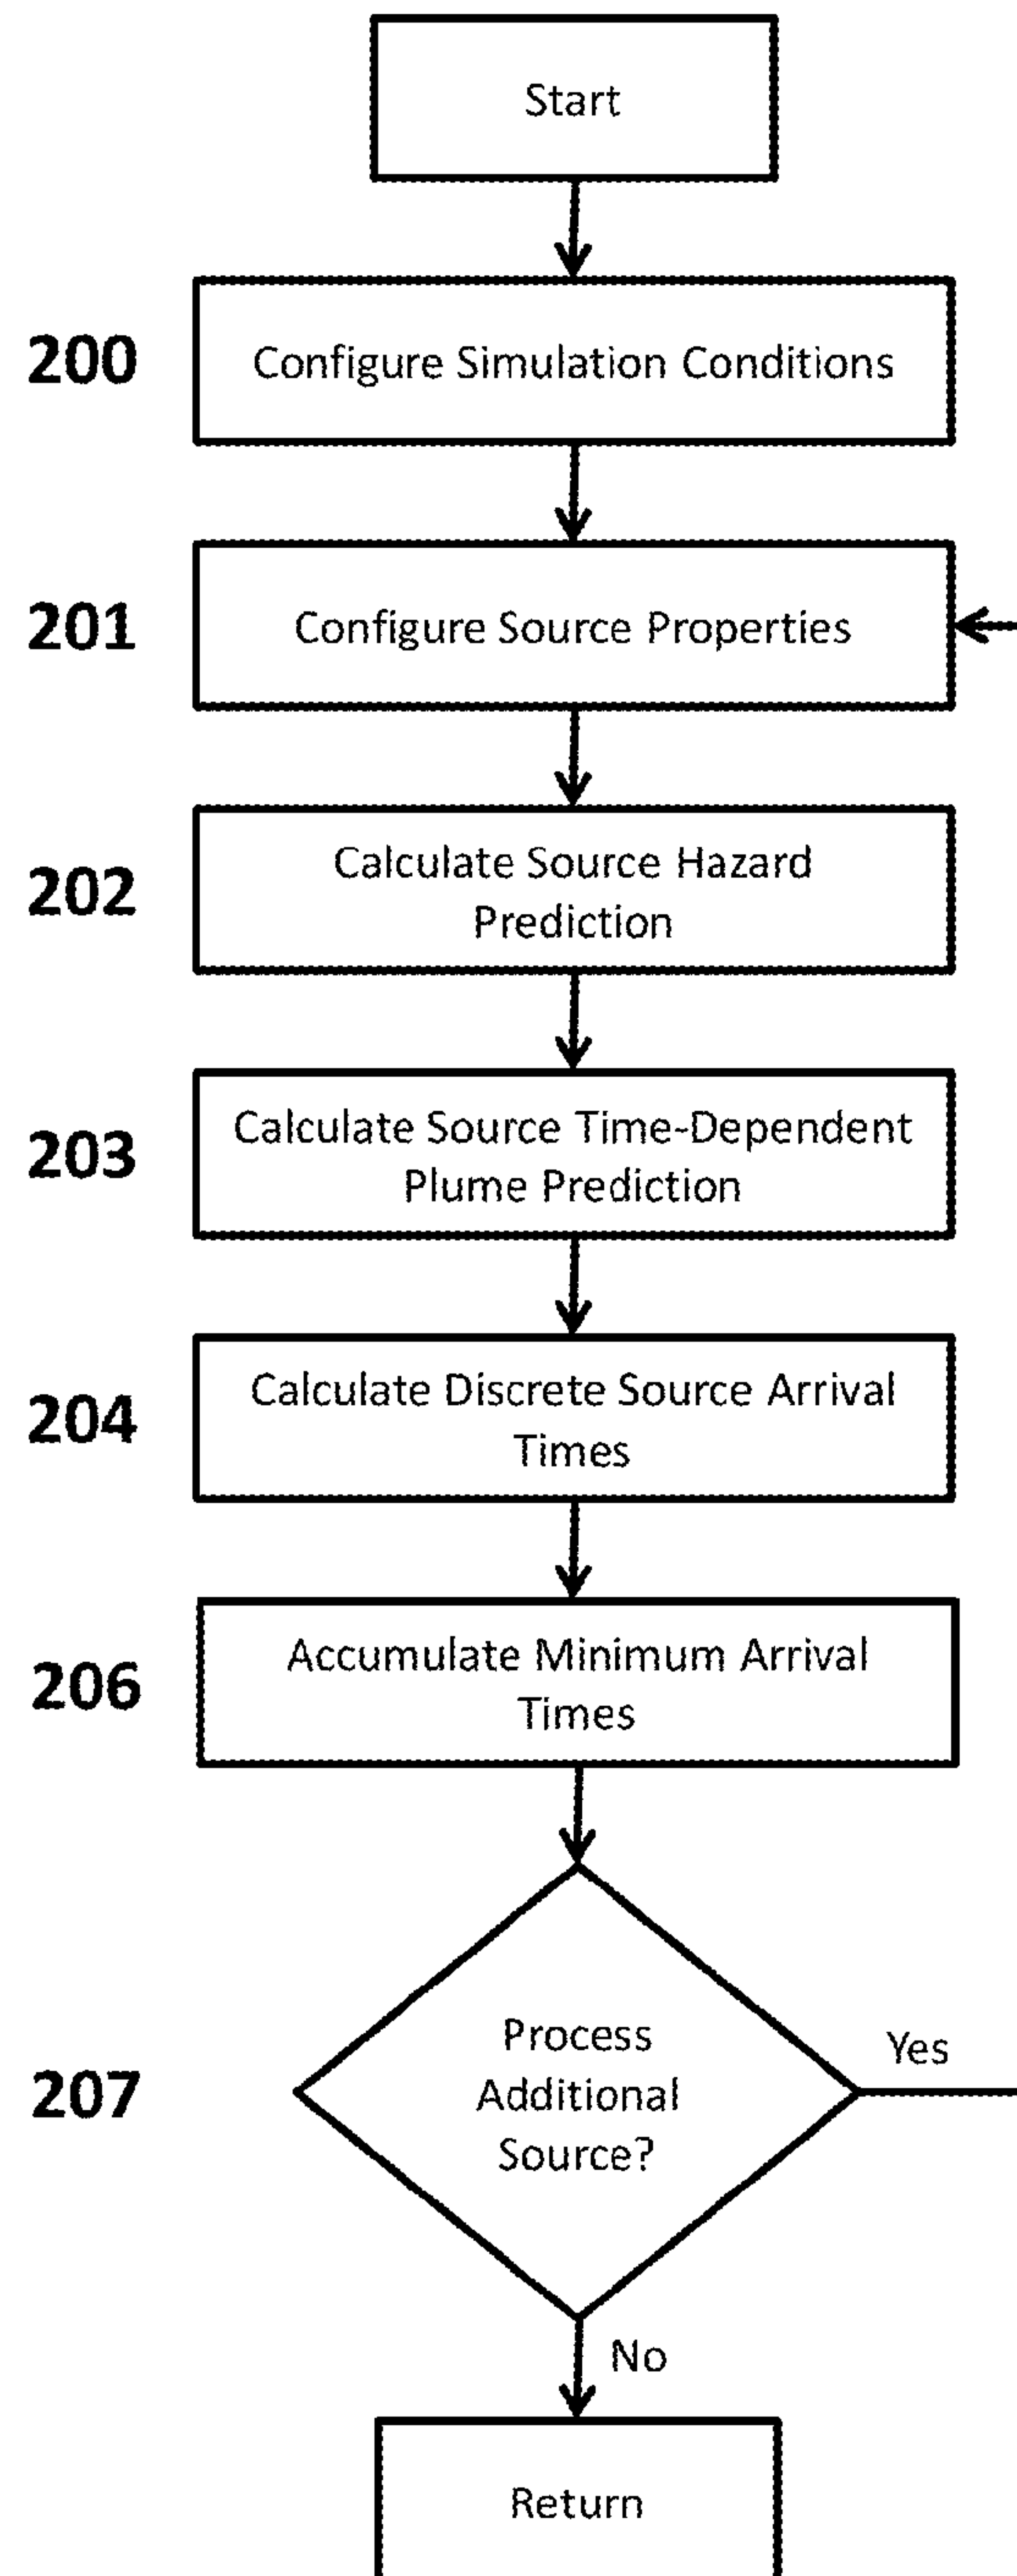 Start
200
Configure Simulation Conditions
201
Configure Source Properties
202
Calculate Source Hazard
Prediction
203
Calculate Source Time-Dependent
Plume Prediction
204
Calculate Discrete Source Arrival
Times
206
Accumulate Minimum Arrival
Times
207
Process
Additional
Source?
Yes
No
Return